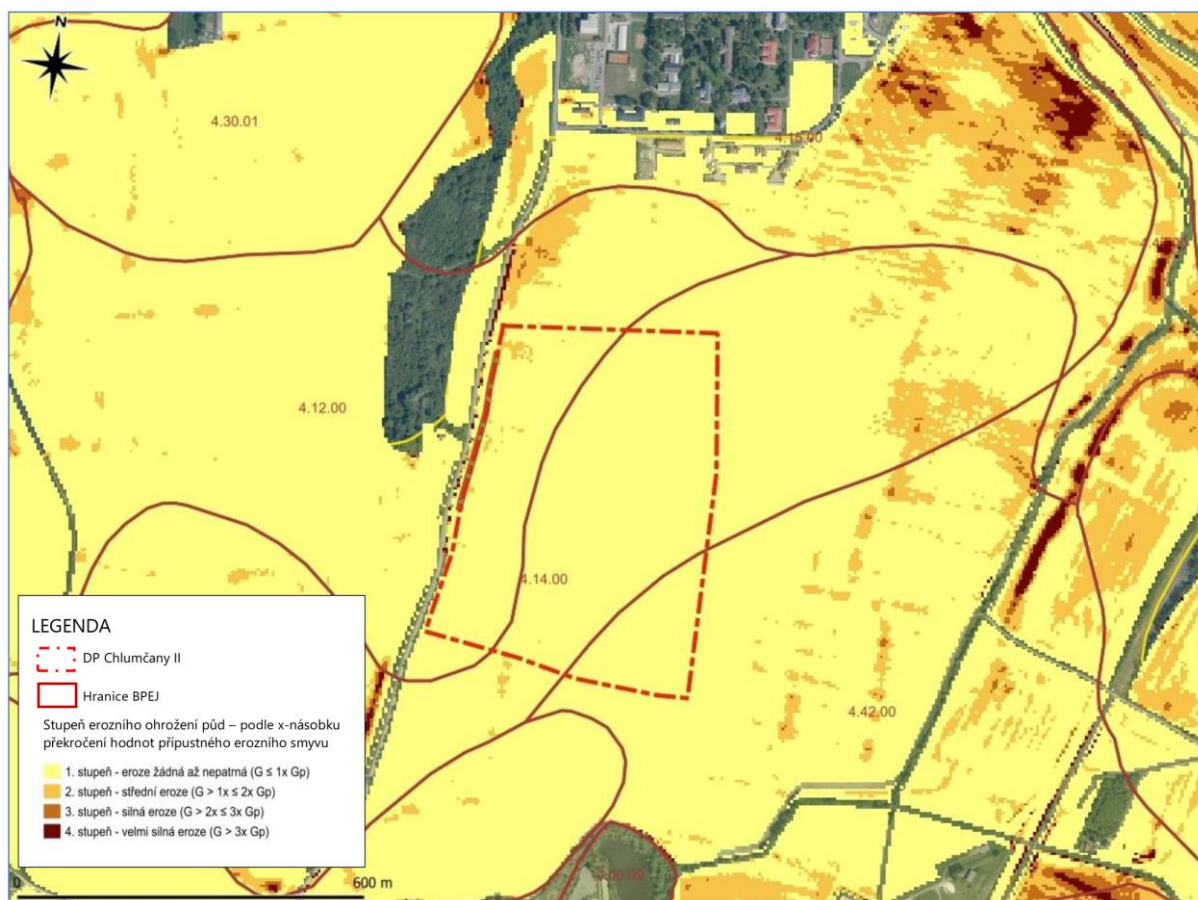 N
4.30.01
4.15.00
4.12.00
4.14.00
4.42.00
LEGENDA
DP Chlumčany II
Hranice BPEJ
Stupeň erozního ohrožení půd – podle x-násobku
překročení hodnot přípustného erozního smyvu
1. stupeň - eroze žádná až nepatrná (G ≤ 1x Gp)
2. stupeň - střední eroze (G > 1x ≤ 2x Gp)
3. stupeň - silná eroze (G > 2x ≤ 3x Gp)
4. stupeň - velmi silná eroze (G > 3x Gp)
0
600 m